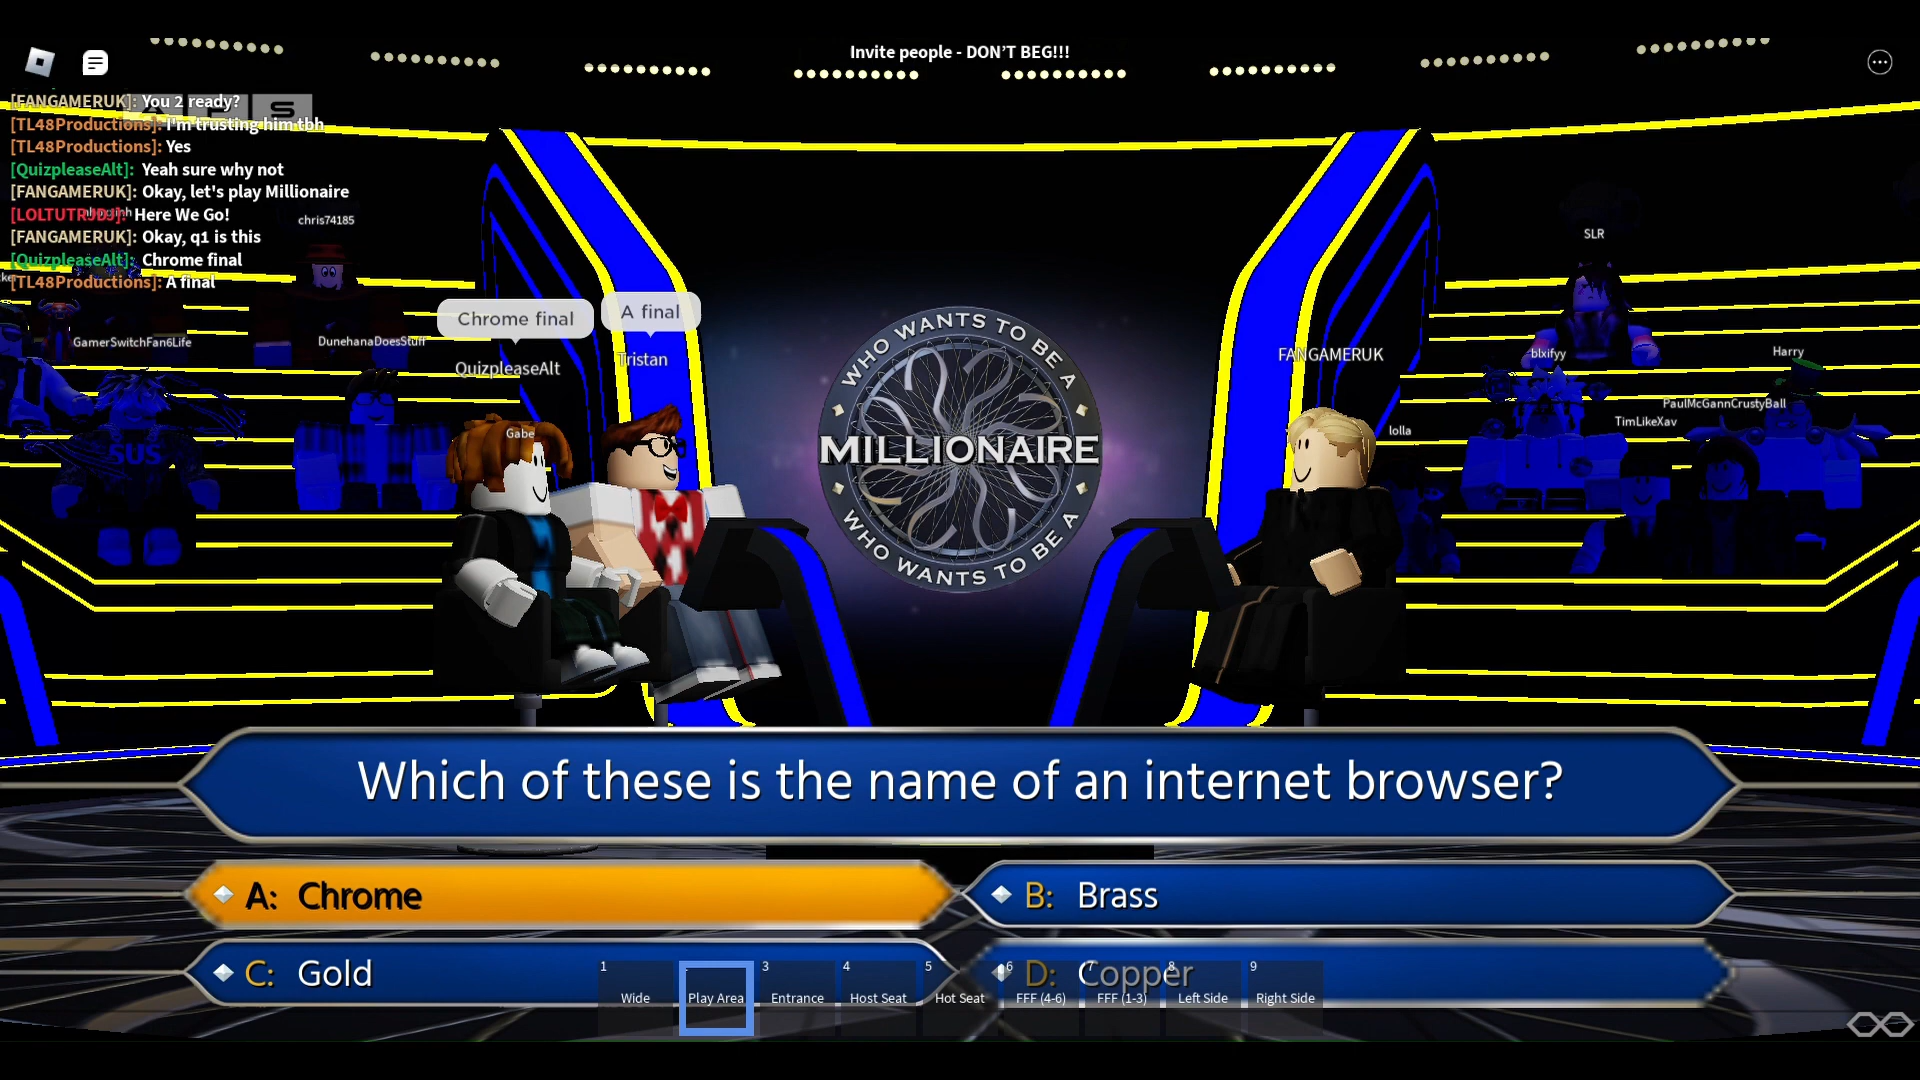 Invite people - DON'T BEG!!!
[FANGAMERUK]: You 2 ready?
[TL48Productions]: I'm trusting him tbh
[TL48Productions]: Yes
[QuizpleaseAlt]: Yeah sure why not
[FANGAMERUK]: Okay, let's play Millionaire
[LOLTUTRJDJ]: Here We Go!
[FANGAMERUK]: Okay, q1 is this
[QuizpleaseAlt]: Chrome final
[TL48Productions]: A final
S
chris74185
SLR
GamerSwitchFan6Life
DunehanaDoesStuff
Chrome final
A final
QuizpleaseAlt
Tristan
FANGAMERUK
blxifyy
Harry
PaulMcGannCrustyBall
TimLikeXav
lolla
Gabe
SUS
WHO WANTS TO BE A
MILLIONAIRE
WHO WANTS TO BE A
Which of these is the name of an internet browser?
A: Chrome
B: Brass
C: Gold
D: Copper
1
Wide
Play Area
3
Entrance
4
Host Seat
5
Hot Seat
6
FFF (4-6)
7
FFF (1-3)
8
Left Side
9
Right Side